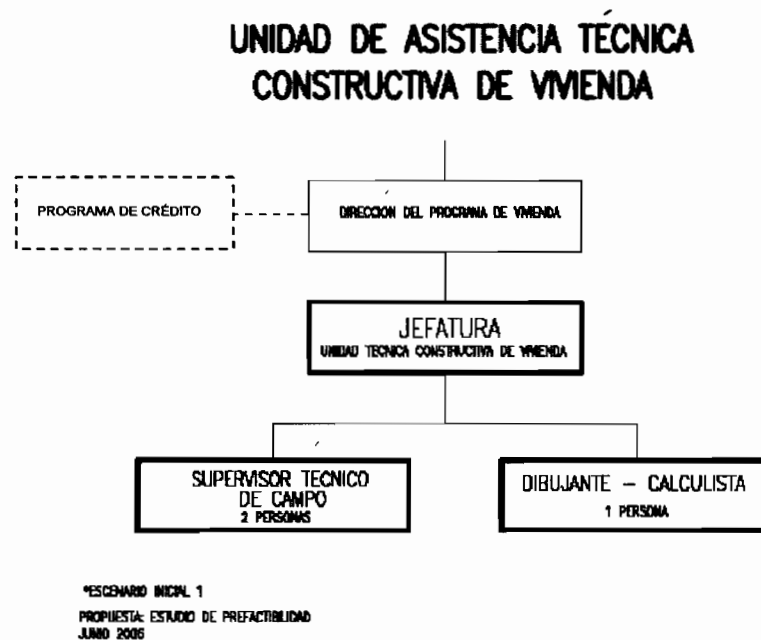 UNIDAD DE ASISTENCIA TÉCNICA
CONSTRUCTIVA DE VIVIENDA
PROGRAMA DE CRÉDITO
DIRECCION DEL PROGRAMA DE VIVIENDA
JEFATURA
UNIDAD TECNICA CONSTRUCTIVA DE VIVIENDA
SUPERVISOR TECNICO
DE CAMPO
2 PERSONAS
DIBUJANTE - CALCULISTA
1 PERSONA
*ESCENARIO INICIAL 1
PROPUESTA: ESTUDIO DE PREFACTIBILIDAD
JUNIO 2006